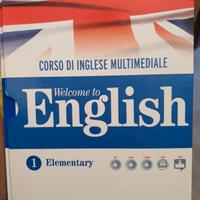 CORSO DI INGLESE MULTIMEDIALE
Welcome to
English
1 Elementary